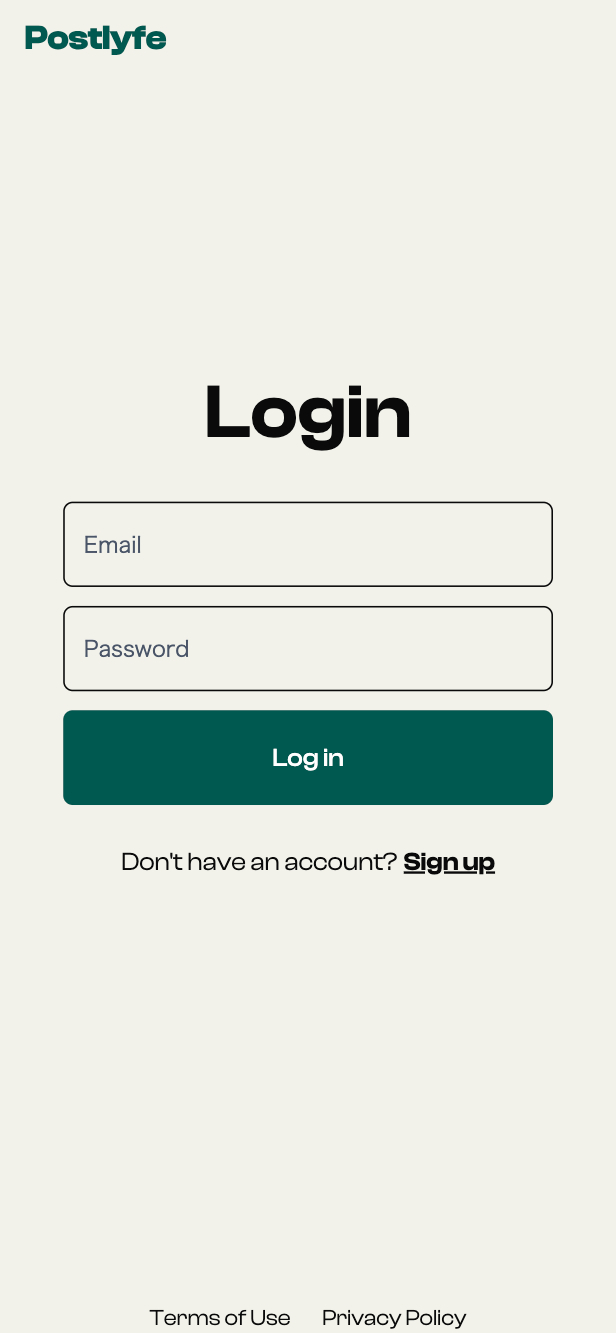 Postlyfe
Login
Email
Password
Log in
Don't have an account? Sign up
Terms of Use Privacy Policy